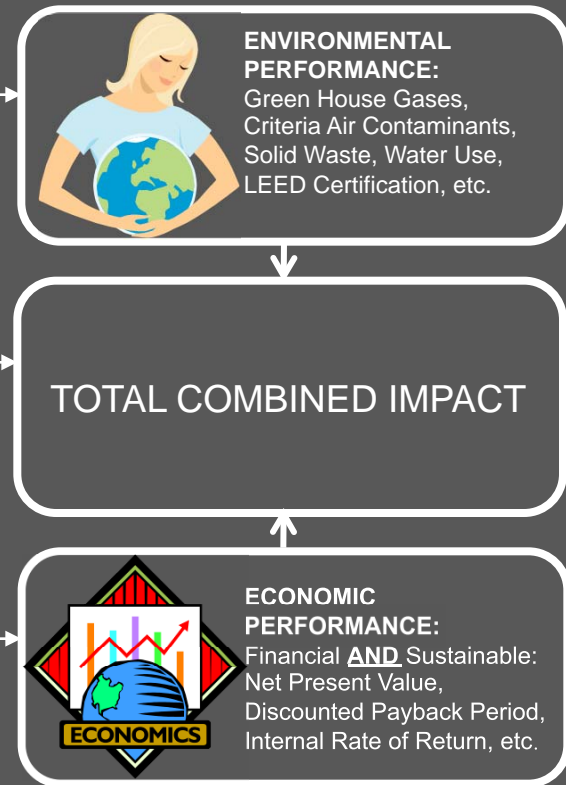 ENVIRONMENTAL
PERFORMANCE:
Green House Gases,
Criteria Air Contaminants,
Solid Waste, Water Use,
LEED Certification, etc.
TOTAL COMBINED IMPACT
ECONOMICS
ECONOMIC
PERFORMANCE:
Financial AND Sustainable:
Net Present Value,
Discounted Payback Period,
Internal Rate of Return, etc.